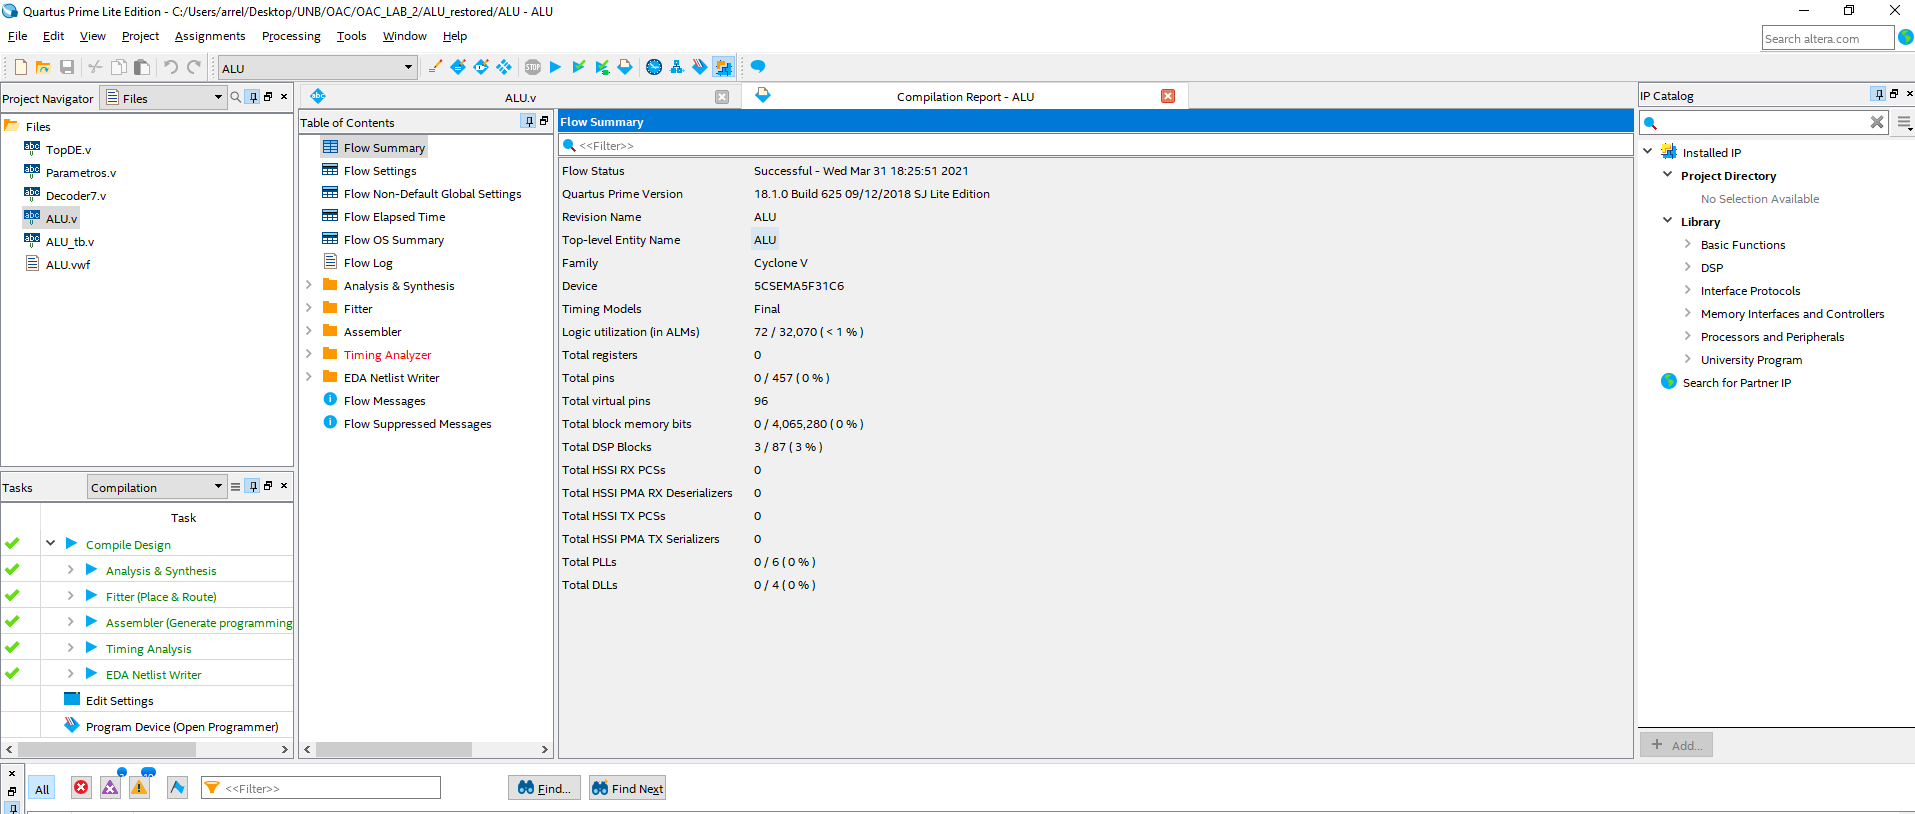 Quartus Prime Lite Edition - C:/Users/arrel/Desktop/UNB/OAC/OAC_LAB_2/ALU_restored/ALU - ALU
File Edit View Project Assignments Processing Tools Window Help
Search altera.com
ALU
Project Navigator Files
Files
TopDE.v
Parametros.v
Decoder7.v
ALU.v
ALU_tb.v
ALU.vwf
Tasks Compilation
Task
Compile Design
Analysis & Synthesis
Fitter (Place & Route)
Assembler (Generate programming
Timing Analysis
EDA Netlist Writer
Edit Settings
Program Device (Open Programmer)
ALU.v
Compilation Report - ALU
Table of Contents
Flow Summary
Flow Settings
Flow Non-Default Global Settings
Flow Elapsed Time
Flow OS Summary
Flow Log
Analysis & Synthesis
Fitter
Assembler
Timing Analyzer
EDA Netlist Writer
Flow Messages
Flow Suppressed Messages
Flow Summary
<<Filter>>
Flow Status Successful - Wed Mar 31 18:25:51 2021
Quartus Prime Version 18.1.0 Build 625 09/12/2018 SJ Lite Edition
Revision Name ALU
Top-level Entity Name ALU
Family Cyclone V
Device 5CSEMA5F31C6
Timing Models Final
Logic utilization (in ALMs) 72 / 32,070 ( < 1 % )
Total registers 0
Total pins 0 / 457 ( 0 % )
Total virtual pins 96
Total block memory bits 0 / 4,065,280 ( 0 % )
Total DSP Blocks 3 / 87 ( 3 % )
Total HSSI RX PCSs 0
Total HSSI PMA RX Deserializers 0
Total HSSI TX PCSs 0
Total HSSI PMA TX Serializers 0
Total PLLs 0 / 6 ( 0 % )
Total DLLs 0 / 4 ( 0 % )
IP Catalog
Installed IP
Project Directory
No Selection Available
Library
Basic Functions
DSP
Interface Protocols
Memory Interfaces and Controllers
Processors and Peripherals
University Program
Search for Partner IP
+ Add...
All
<<Filter>>
Find...
Find Next